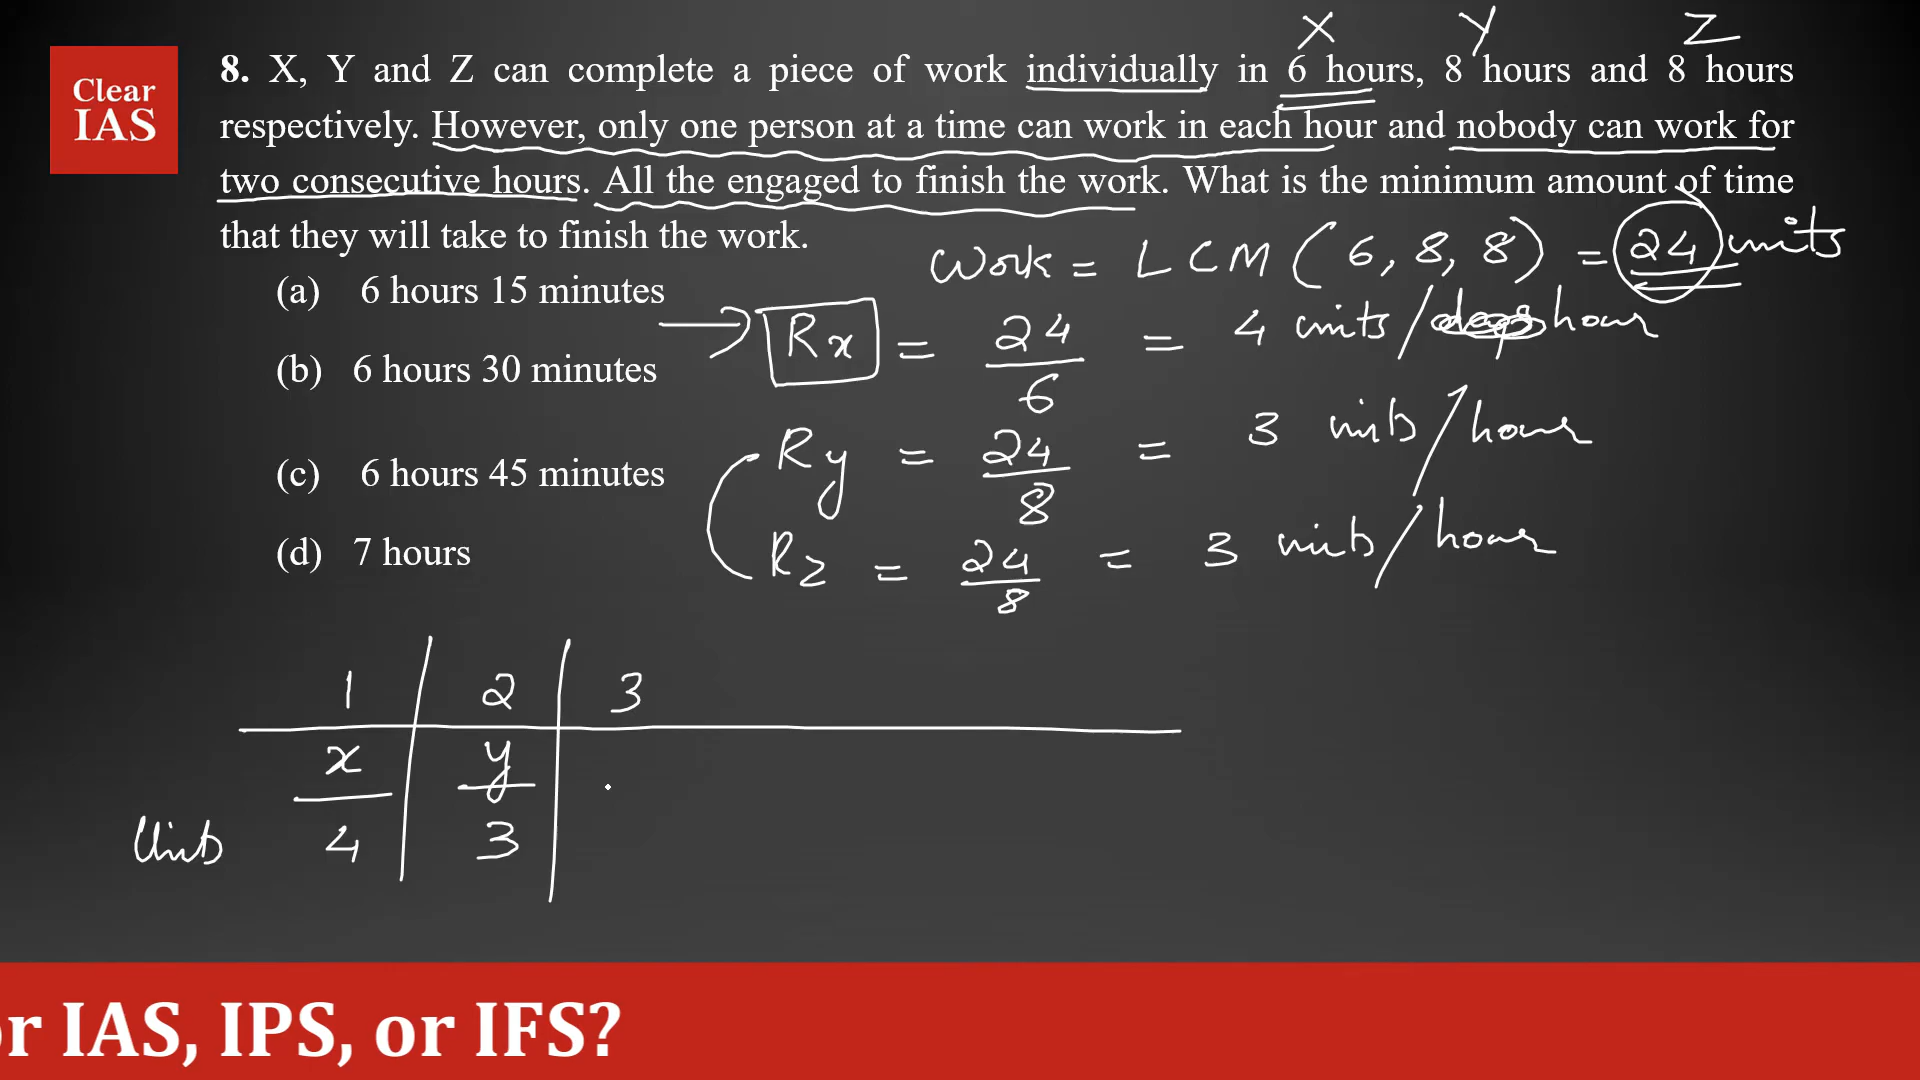 X Y Z
Clear
IAS
8. X, Y and Z can complete a piece of work individually in 6 hours, 8 hours and 8 hours
respectively. However, only one person at a time can work in each hour and nobody can work for
two consecutive hours. All the engaged to finish the work. What is the minimum amount of time
that they will take to finish the work.
Work = LCM (6, 8, 8) = 24 units
(a) 6 hours 15 minutes
(b) 6 hours 30 minutes
(c) 6 hours 45 minutes
(d) 7 hours
Rx = 24/6 = 4 units/hour
Ry = 24/8 = 3 units/hour
Rz = 24/8 = 3 units/hour
1 2 3
x y
Units 4 3
or IAS, IPS, or IFS?